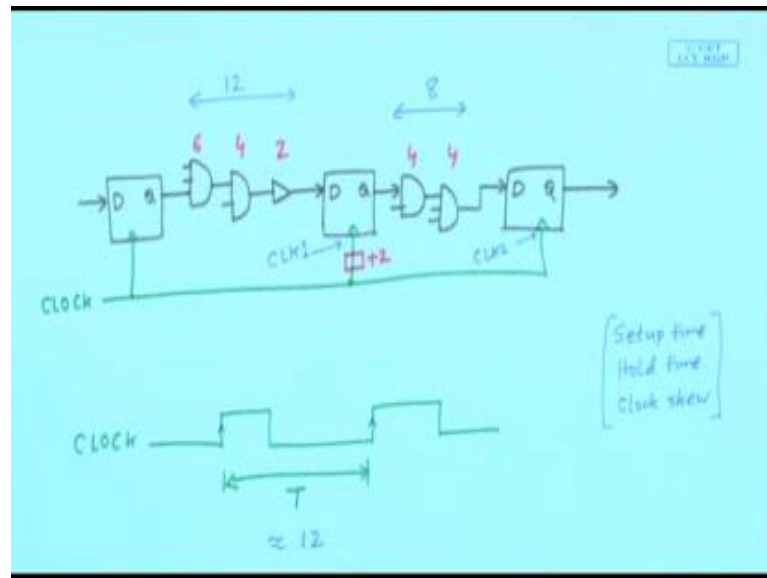 12
8
6 4 2
4 4
D Q
D Q
D Q
CLK1
+2
CLK2
CLOCK
Setup time
Hold time
Clock skew
CLOCK
T
≈ 12